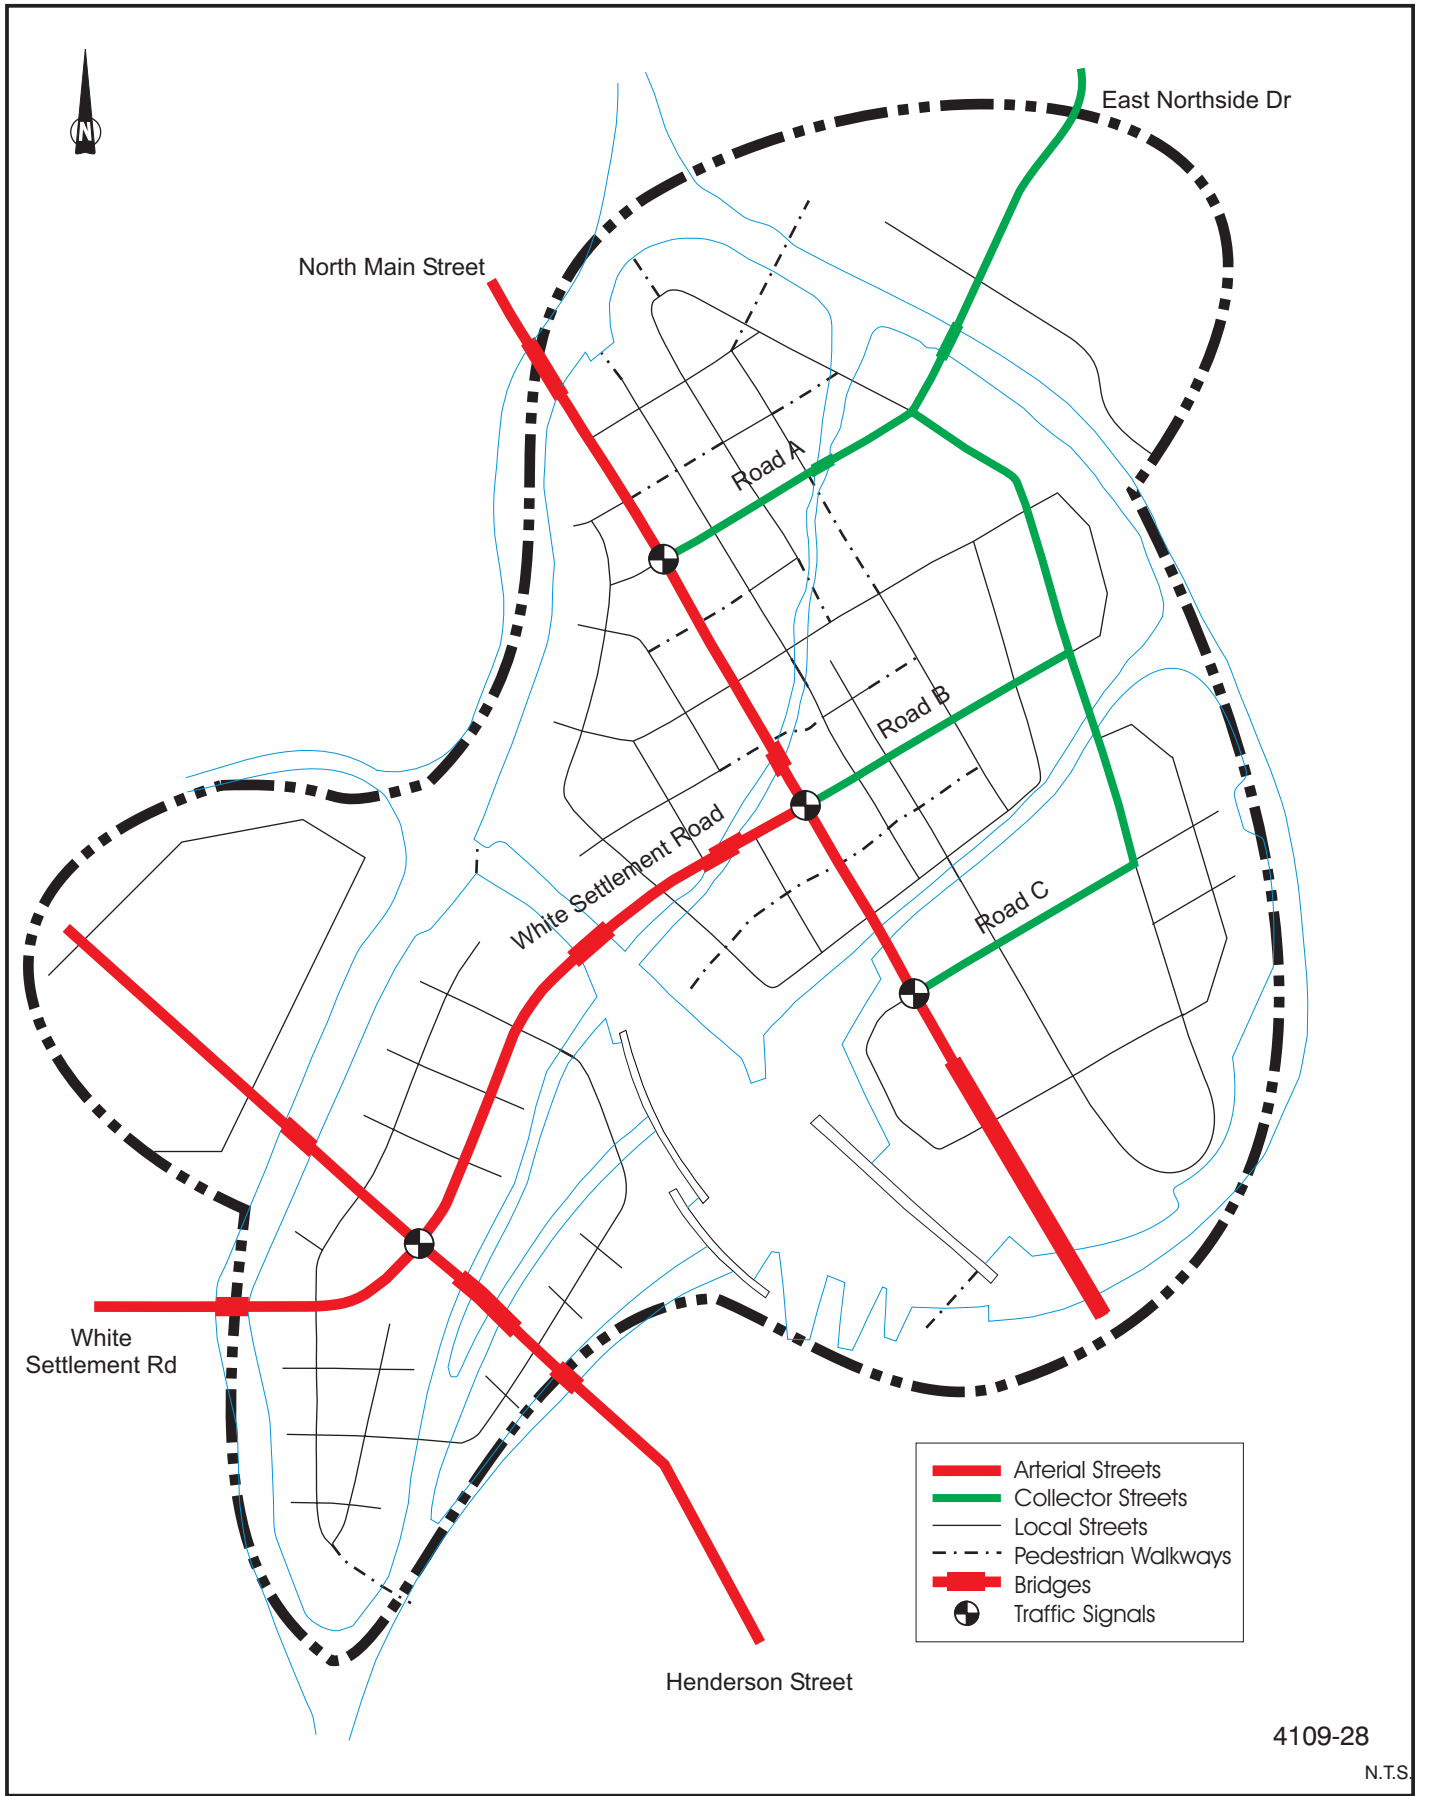 N
East Northside Dr
North Main Street
Road A
Road B
White Settlement Road
Road C
White
Settlement Rd
Arterial Streets
Collector Streets
Local Streets
Pedestrian Walkways
Bridges
Traffic Signals
Henderson Street
4109-28
N.T.S.